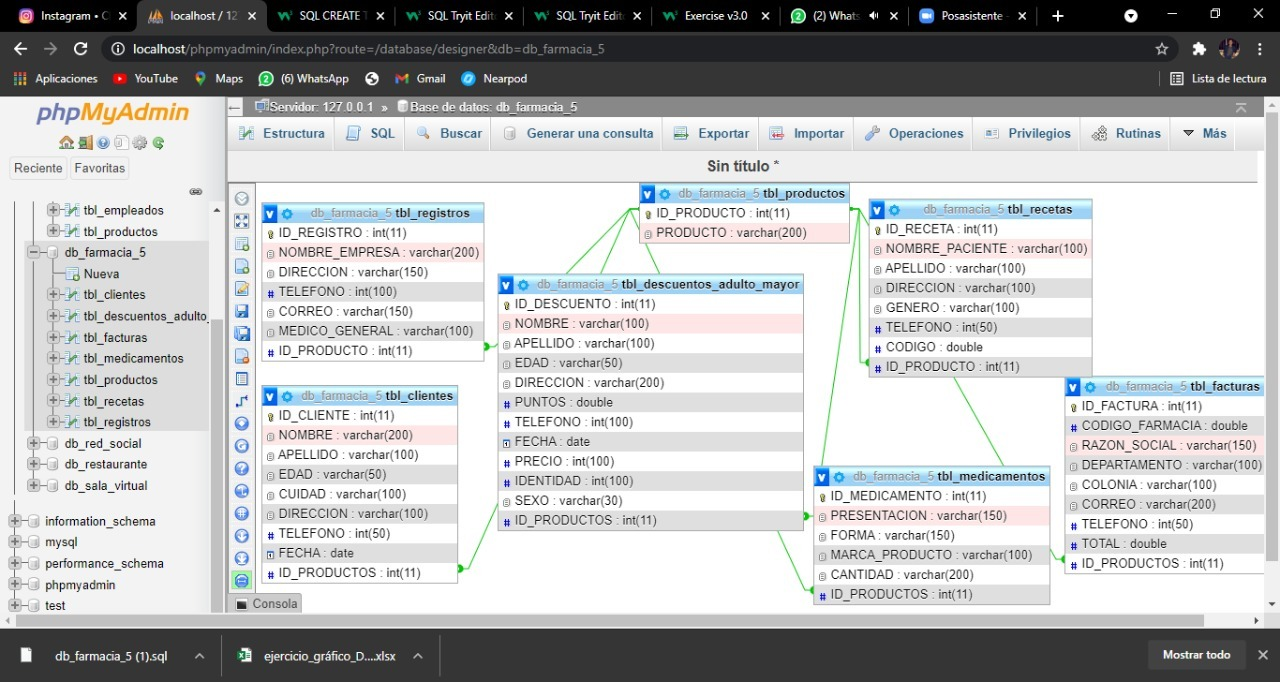 Instagram • C
localhost / 12
SQL CREATE T
SQL Tryit Edit
SQL Tryit Edit
Exercise v3.0
(2) Whats
Posasistente -
localhost/phpmyadmin/index.php?route=/database/designer&db=db_farmacia_5
Aplicaciones
YouTube
Maps
(6) WhatsApp
Gmail
Nearpod
Lista de lectura
phpMyAdmin
Reciente
Favoritas
tbl_empleados
tbl_productos
db_farmacia_5
Nueva
tbl_clientes
tbl_descuentos_adulto_
tbl_facturas
tbl_medicamentos
tbl_productos
tbl_recetas
tbl_registros
db_red_social
db_restaurante
db_sala_virtual
information_schema
mysql
performance_schema
phpmyadmin
test
Servidor: 127.0.0.1 » Base de datos: db_farmacia_5
Estructura
SQL
Buscar
Generar una consulta
Exportar
Importar
Operaciones
Privilegios
Rutinas
Más
Sin título *
db_farmacia_5 tbl_registros
ID_REGISTRO : int(11)
NOMBRE_EMPRESA : varchar(200)
DIRECCION : varchar(150)
TELEFONO : int(100)
CORREO : varchar(150)
MEDICO_GENERAL : varchar(100)
ID_PRODUCTO : int(11)
db_farmacia_5 tbl_clientes
ID_CLIENTE : int(11)
NOMBRE : varchar(200)
APELLIDO : varchar(100)
EDAD : varchar(50)
CUIDAD : varchar(100)
DIRECCION : varchar(100)
TELEFONO : int(50)
FECHA : date
ID_PRODUCTOS : int(11)
db_farmacia_5 tbl_productos
ID_PRODUCTO : int(11)
PRODUCTO : varchar(200)
db_farmacia_5 tbl_descuentos_adulto_mayor
ID_DESCUENTO : int(11)
NOMBRE : varchar(100)
APELLIDO : varchar(100)
EDAD : varchar(50)
DIRECCION : varchar(200)
PUNTOS : double
TELEFONO : int(100)
FECHA : date
PRECIO : int(100)
IDENTIDAD : int(100)
SEXO : varchar(30)
ID_PRODUCTOS : int(11)
db_farmacia_5 tbl_recetas
ID_RECETA : int(11)
NOMBRE_PACIENTE : varchar(100)
APELLIDO : varchar(100)
DIRECCION : varchar(100)
GENERO : varchar(100)
TELEFONO : int(50)
CODIGO : double
ID_PRODUCTO : int(11)
db_farmacia_5 tbl_medicamentos
ID_MEDICAMENTO : int(11)
PRESENTACION : varchar(150)
FORMA : varchar(150)
MARCA_PRODUCTO : varchar(100)
CANTIDAD : varchar(200)
ID_PRODUCTOS : int(11)
db_farmacia_5 tbl_facturas
ID_FACTURA : int(11)
CODIGO_FARMACIA : double
RAZON_SOCIAL : varchar(150)
DEPARTAMENTO : varchar(100)
COLONIA : varchar(100)
CORREO : varchar(200)
TELEFONO : int(50)
TOTAL : double
ID_PRODUCTOS : int(11)
Consola
db_farmacia_5 (1).sql
ejercicio_gráfico_D....xlsx
Mostrar todo